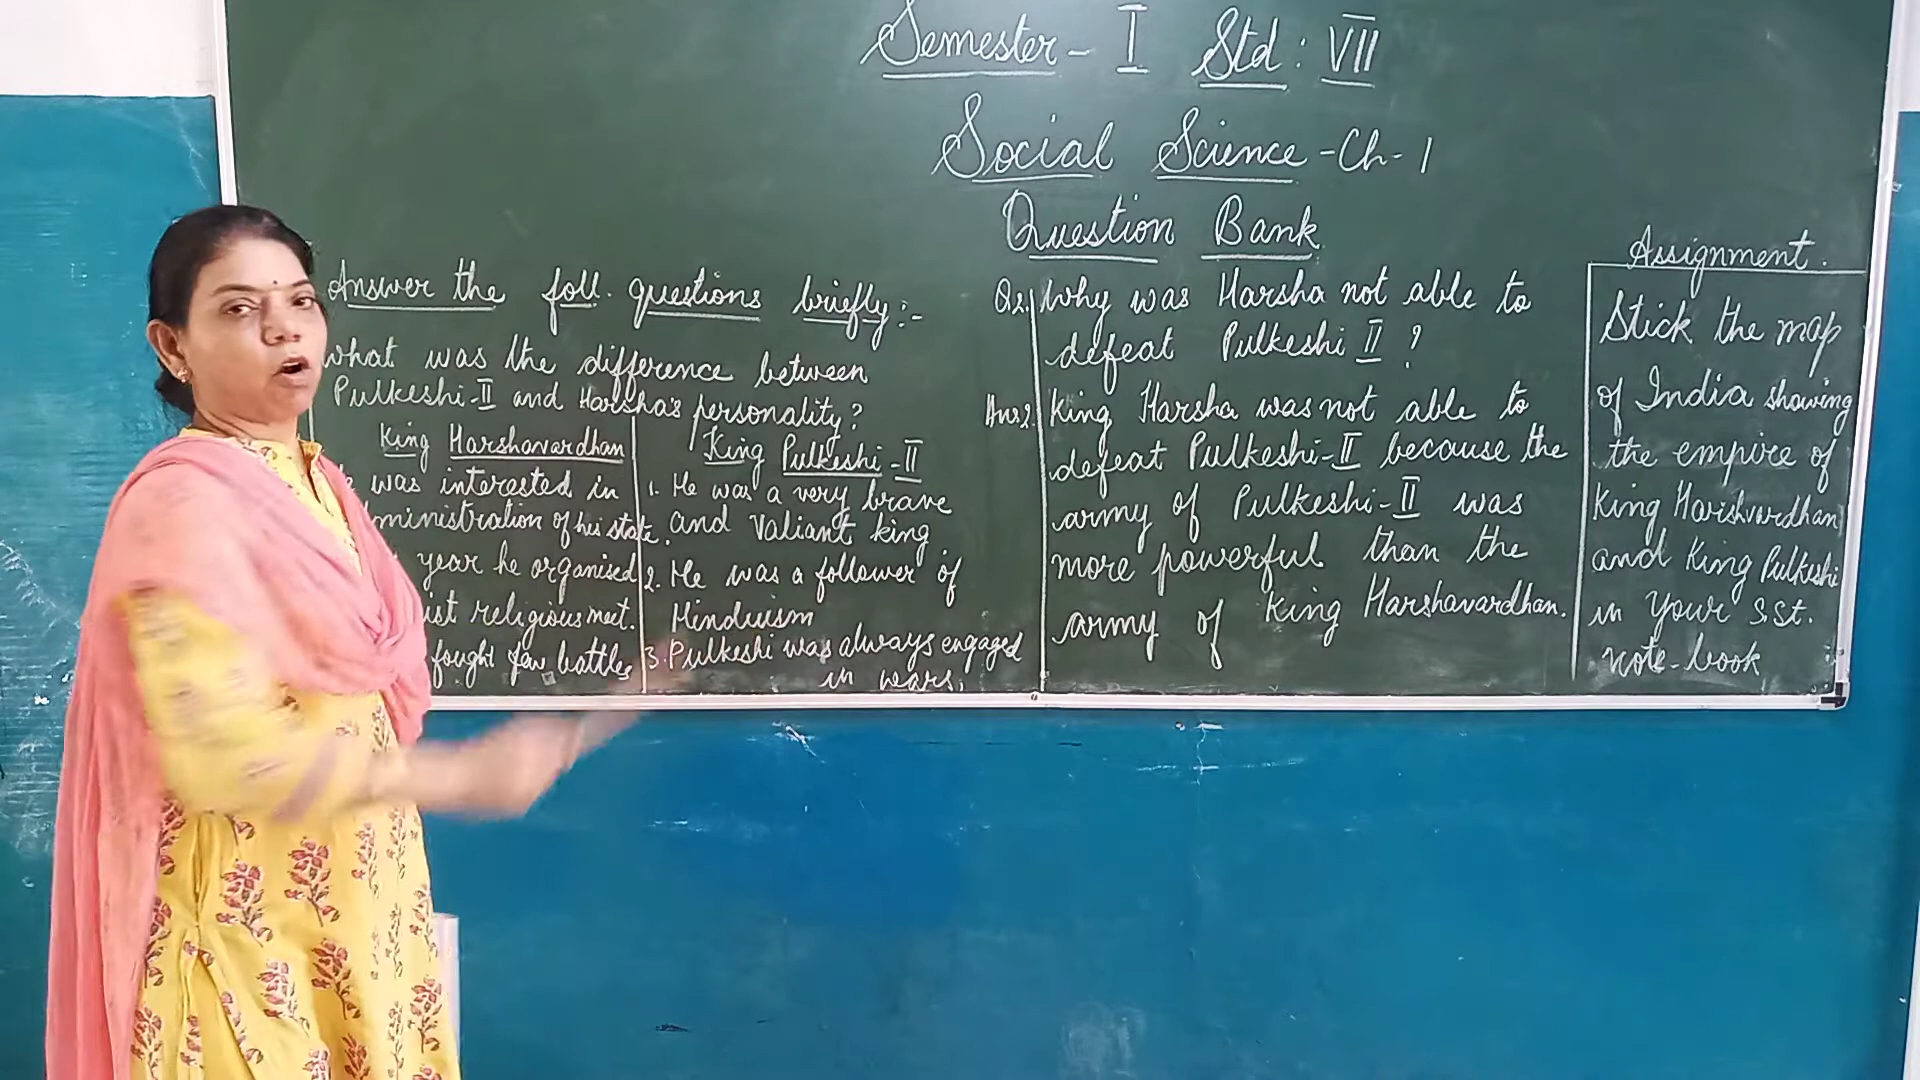 Semester - I Std : VII
Social Science - Ch - 1
Question Bank
Answer the foll. questions briefly :-
what was the difference between
Pulkeshi-II and Harsha's personality?
King Harshavardhan
was interested in
ministration of his state.
year he organised
ist religious meet.
fought few battles
King Pulkeshi-II
1. He was a very brave
and valiant king
2. He was a follower of
Hinduism
3. Pulkeshi was always engaged
in wars.
Q2. Why was Harsha not able to
defeat Pulkeshi II ?
Ans2. King Harsha was not able to
defeat Pulkeshi-II because the
army of Pulkeshi-II was
more powerful than the
army of King Harshavardhan.
Assignment.
Stick the map
of India showing
the empire of
King Harishvardhan
and King Pulkeshi
in your S.St.
note-book